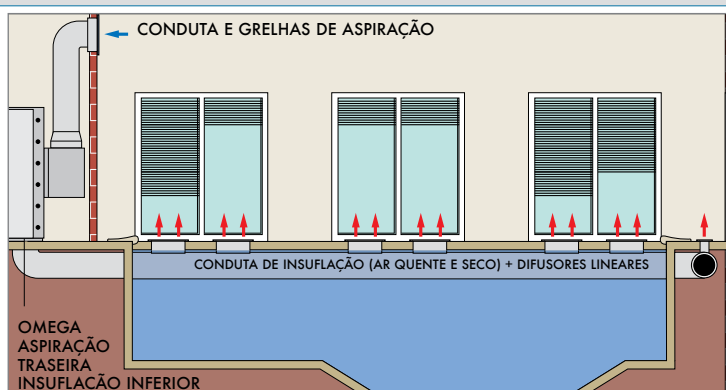 CONDUTA E GRELHAS DE ASPIRAÇÃO
CONDUTA DE INSUFLAÇÃO (AR QUENTE E SECO) + DIFUSORES LINEARES
OMEGA
ASPIRAÇÃO
TRASEIRA
INSUFLAÇÃO INFERIOR